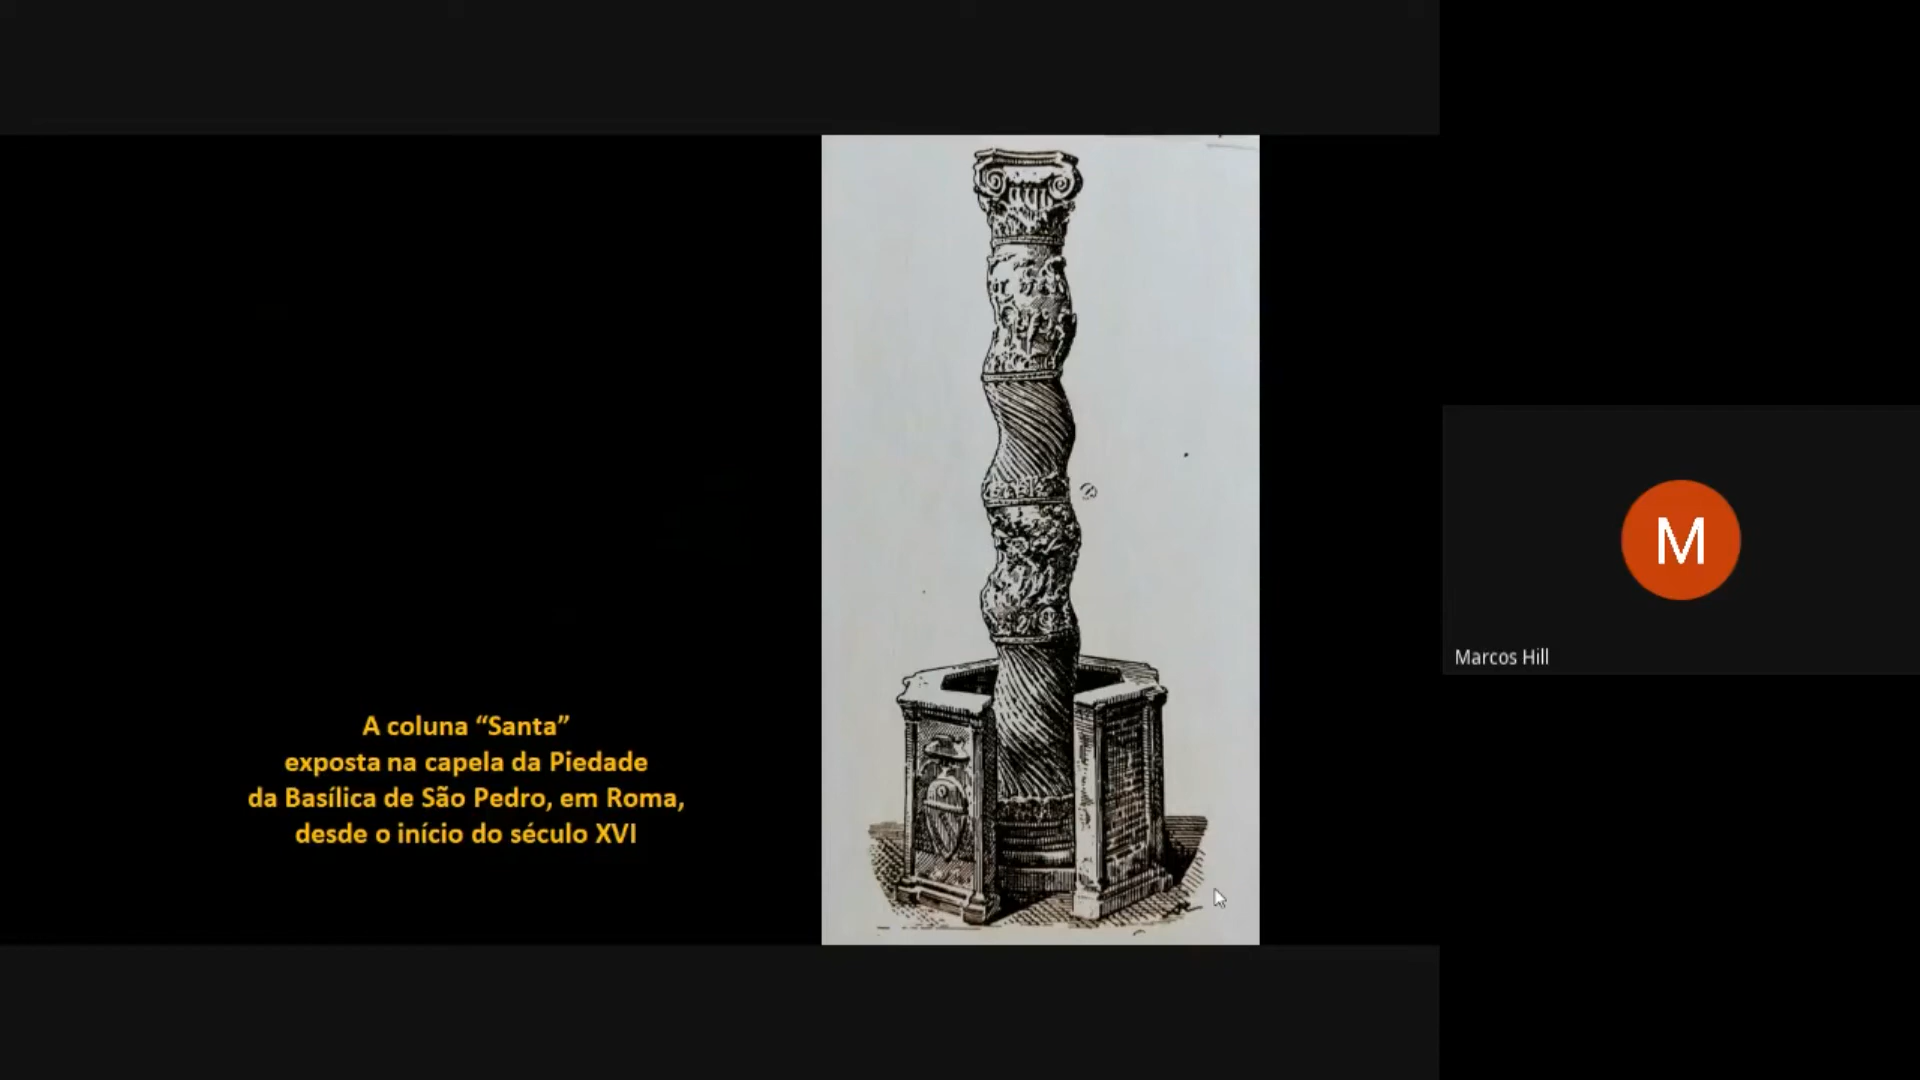 A coluna “Santa”
exposta na capela da Piedade
da Basílica de São Pedro, em Roma,
desde o início do século XVI
M
Marcos Hill